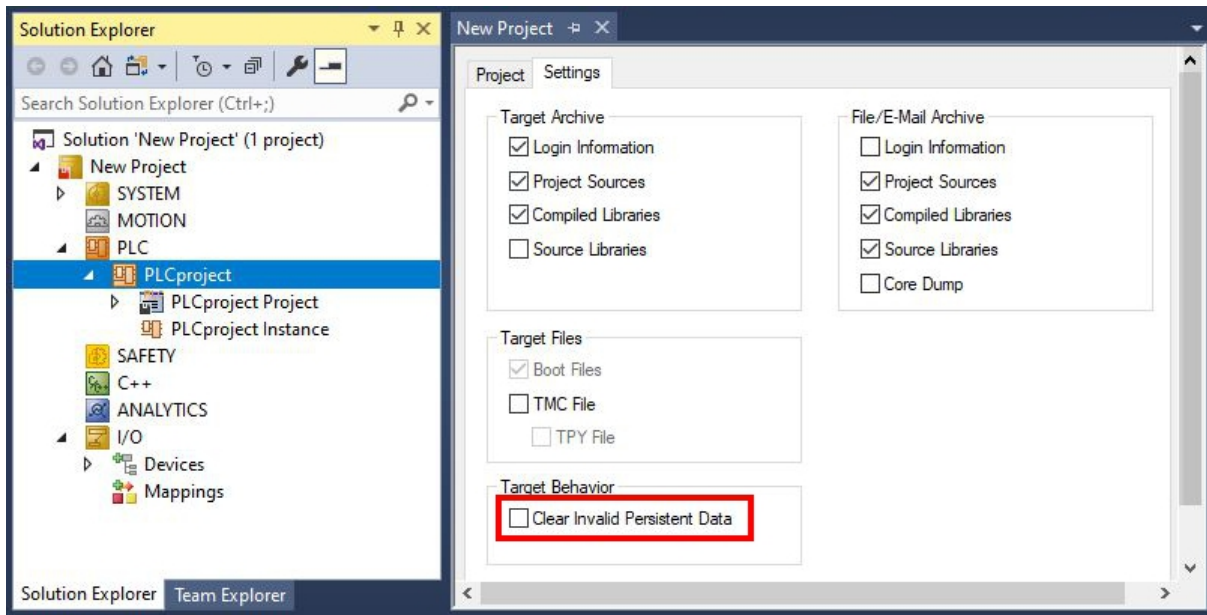 Solution Explorer
Search Solution Explorer (Ctrl+;)
Solution 'New Project' (1 project)
New Project
SYSTEM
MOTION
PLC
PLCproject
PLCproject Project
PLCproject Instance
SAFETY
C++
ANALYTICS
I/O
Devices
Mappings
Solution Explorer Team Explorer
New Project
Project Settings
Target Archive
Login Information
Project Sources
Compiled Libraries
Source Libraries
File/E-Mail Archive
Login Information
Project Sources
Compiled Libraries
Source Libraries
Core Dump
Target Files
Boot Files
TMC File
TPY File
Target Behavior
Clear Invalid Persistent Data